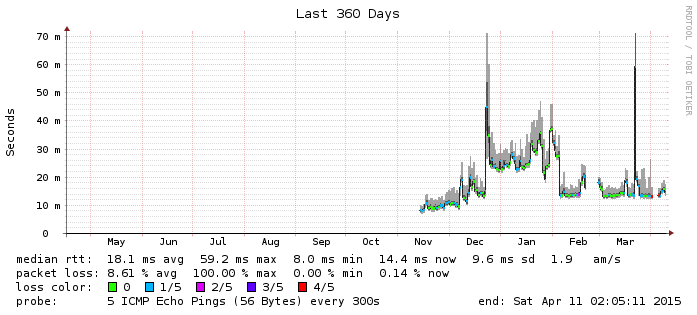 Last 360 Days
RRDTOOL / TOBI OETIKER
Seconds
70 m
60 m
50 m
40 m
30 m
20 m
10 m
0
May Jun Jul Aug Sep Oct Nov Dec Jan Feb Mar
median rtt: 18.1 ms avg 59.2 ms max 8.0 ms min 14.4 ms now 9.6 ms sd 1.9 am/s
packet loss: 8.61 % avg 100.00 % max 0.00 % min 0.14 % now
loss color: 0 1/5 2/5 3/5 4/5
probe: 5 ICMP Echo Pings (56 Bytes) every 300s end: Sat Apr 11 02:05:11 2015